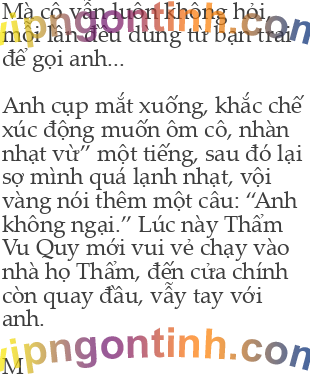 Mà cô vẫn luôn không hỏi,
mỗi lần đều dùng từ bạn trai
để gọi anh...
Anh cụp mắt xuống, khắc chế
xúc động muốn ôm cô, nhàn
nhạt vừ” một tiếng, sau đó lại
sợ mình quá lạnh nhạt, vội
vàng nói thêm một câu: “Anh
không ngại.” Lúc này Thẩm
Vu Quy mới vui vẻ chạy vào
nhà họ Thẩm, đến cửa chính
còn quay đầu, vẫy tay với
anh.
M
vipngontinh.com
vipngontinh.com